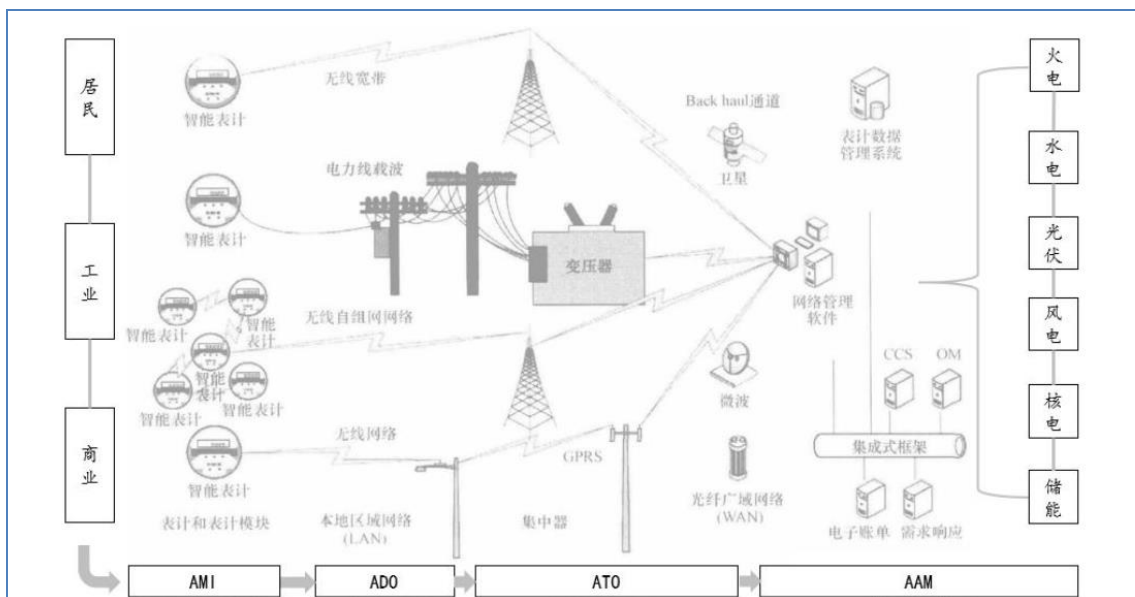 居民
工业
商业
智能表计
无线宽带
Back haul通道
卫星
表计数据
管理系统
电力线载波
智能表计
变压器
网络管理
软件
无线自组网网络
智能表计
智能
表计
智能
表计
智能表计
智能表计
微波
CCS
OM
集成式框架
无线网络
GPRS
智能表计
光纤广域网络
(WAN)
电子账单
需求响应
表计和表计模块
本地区域网络
(LAN)
集中器
火电
水电
光伏
风电
核电
储能
AMI
ADO
ATO
AAM